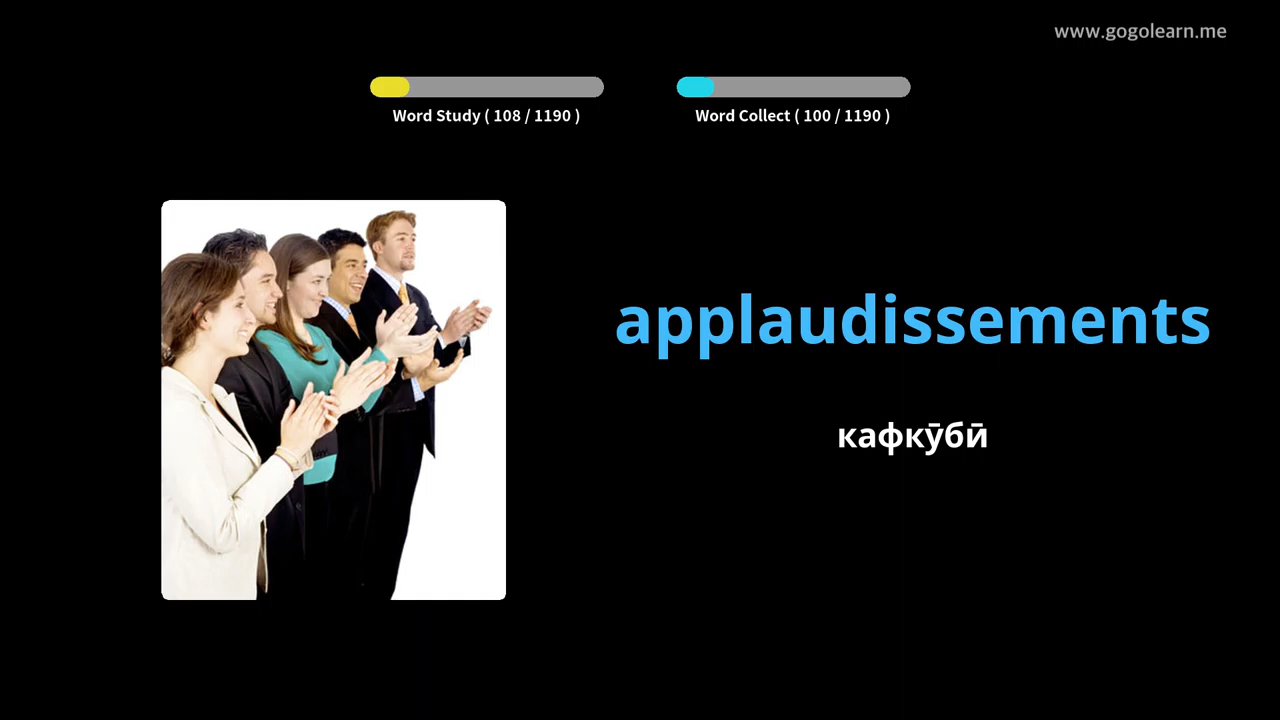 www.gogolearn.me
Word Study ( 108 / 1190 )
Word Collect ( 100 / 1190 )
applaudissements
кафкӯбӣ